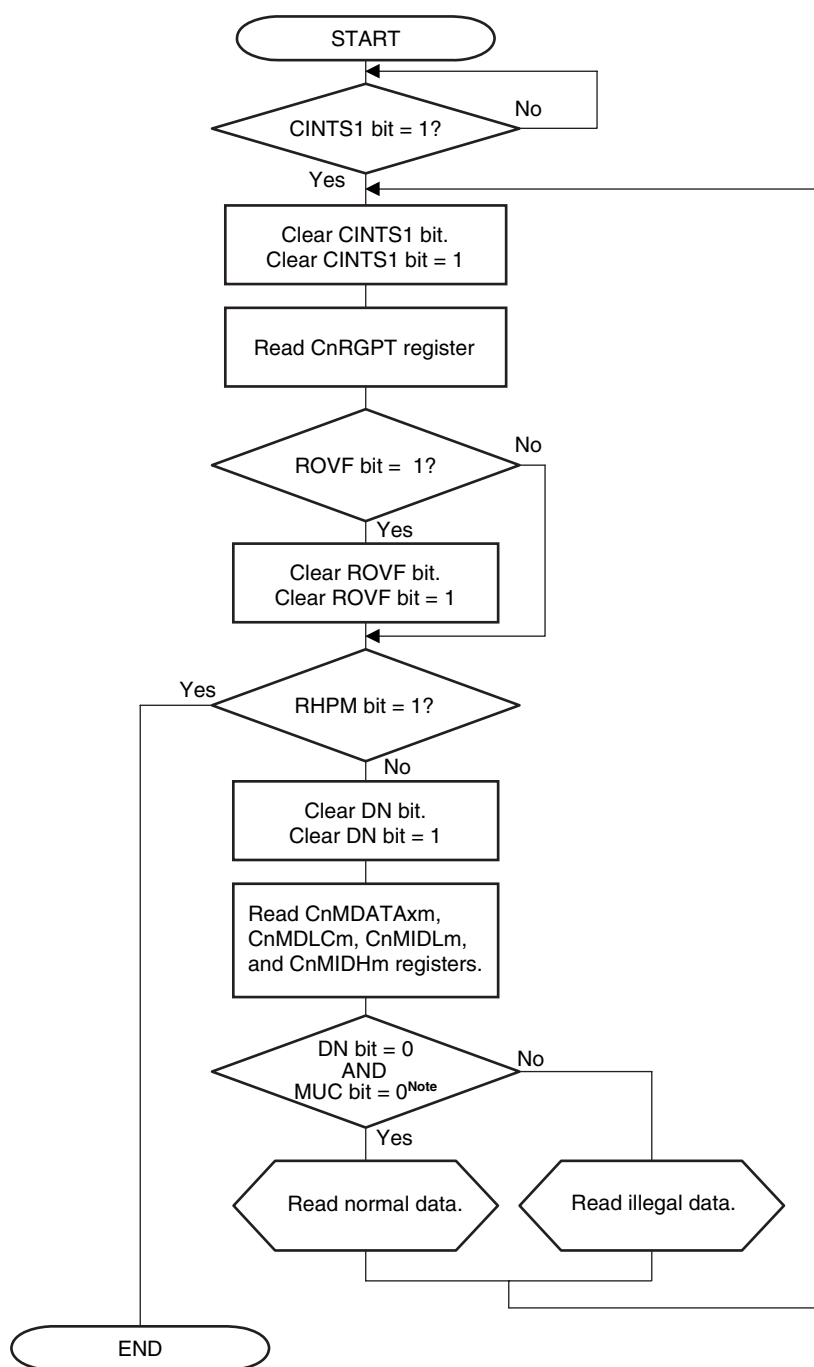 START
CINTS1 bit = 1?
No
Yes
Clear CINTS1 bit.
Clear CINTS1 bit = 1
Read CnRGPT register
ROVF bit = 1?
No
Yes
Clear ROVF bit.
Clear ROVF bit = 1
Yes
RHPM bit = 1?
No
Clear DN bit.
Clear DN bit = 1
Read CnMDATAxm,
CnMDLCm, CnMIDLm,
and CnMIDHm registers.
DN bit = 0
AND
MUC bit = 0Note
No
Yes
Read normal data.
Read illegal data.
END